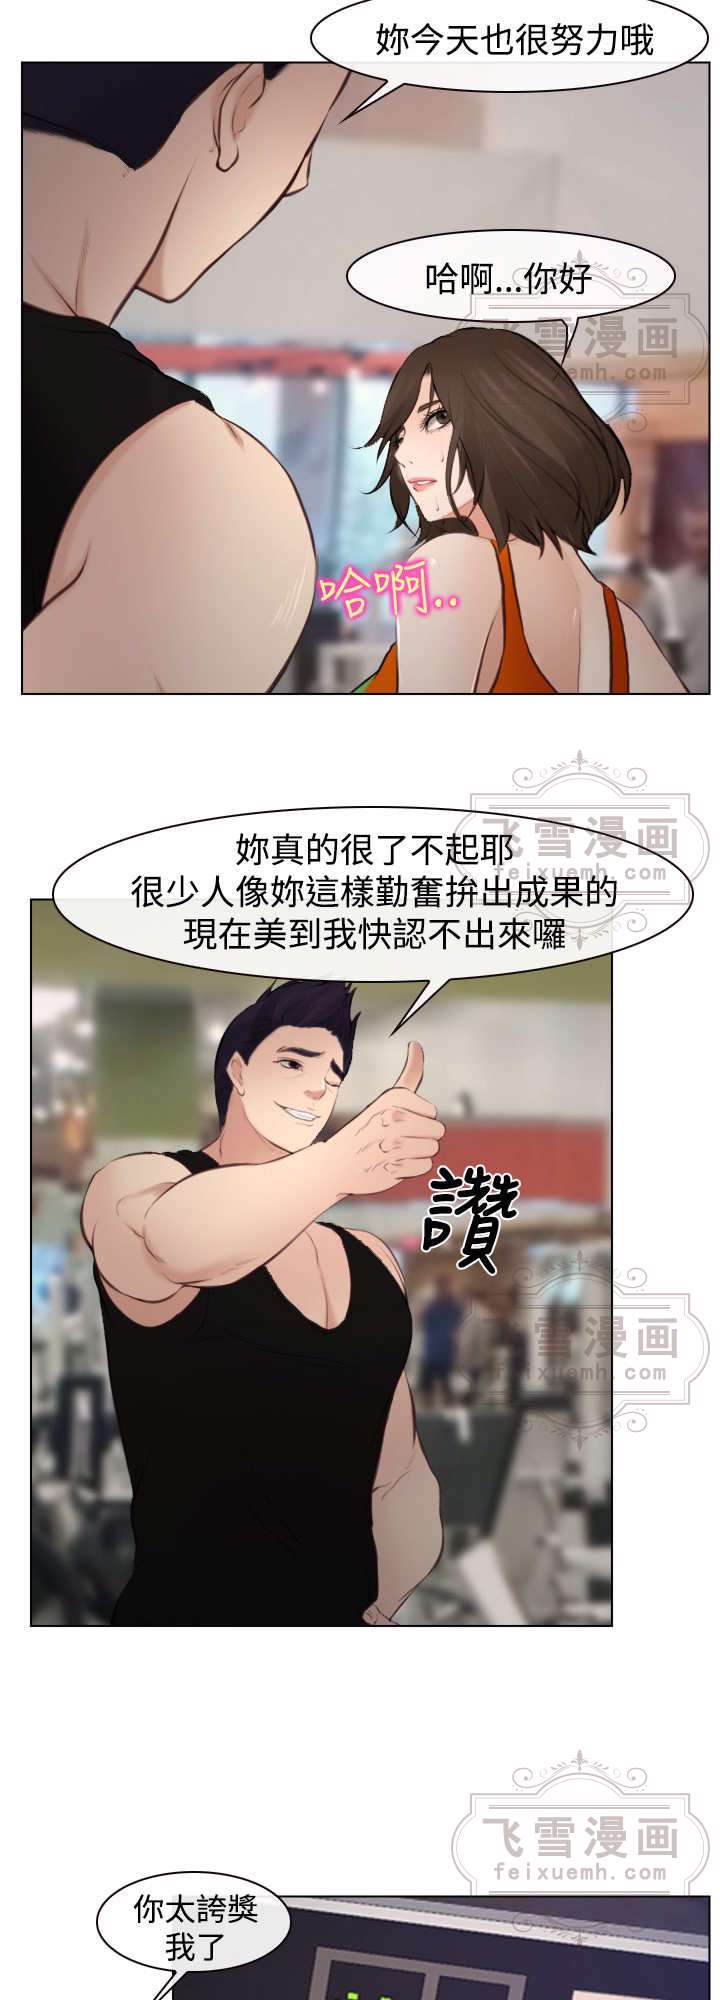 妳今天也很努力哦
哈啊...你好
飞雪漫画
feixuemh.com
哈啊..
飞雪漫画
妳真的很了不起耶
很少人像妳這樣勤奮拚出成果的
現在美到我快認不出來囉
讚
飞雪漫画
feixuemh.com
飞雪漫画
feixuemh.com
你太誇獎
我了